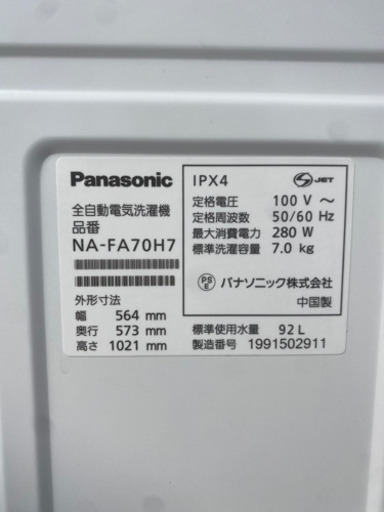 Panasonic
全自動電気洗濯機
品番
NA-FA70H7
外形寸法
幅 564 mm
奥行 573 mm
高さ 1021 mm
IPX4
S JET
定格電圧 100 V ～
定格周波数 50/60 Hz
最大消費電力 280 W
標準洗濯容量 7.0 kg
PS E
パナソニック株式会社
中国製
標準使用水量 92 L
製造番号 1991502911